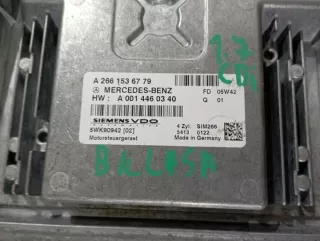 A 266 153 67 79
MERCEDES-BENZ
FD 05W42
HW : A 001 446 03 40
Q 01
SIEMENS VDO
4 Zyl. SIM266
5WK90942 [02]
5413 0122
Motorsteuergerät
Made in Germany
1.7